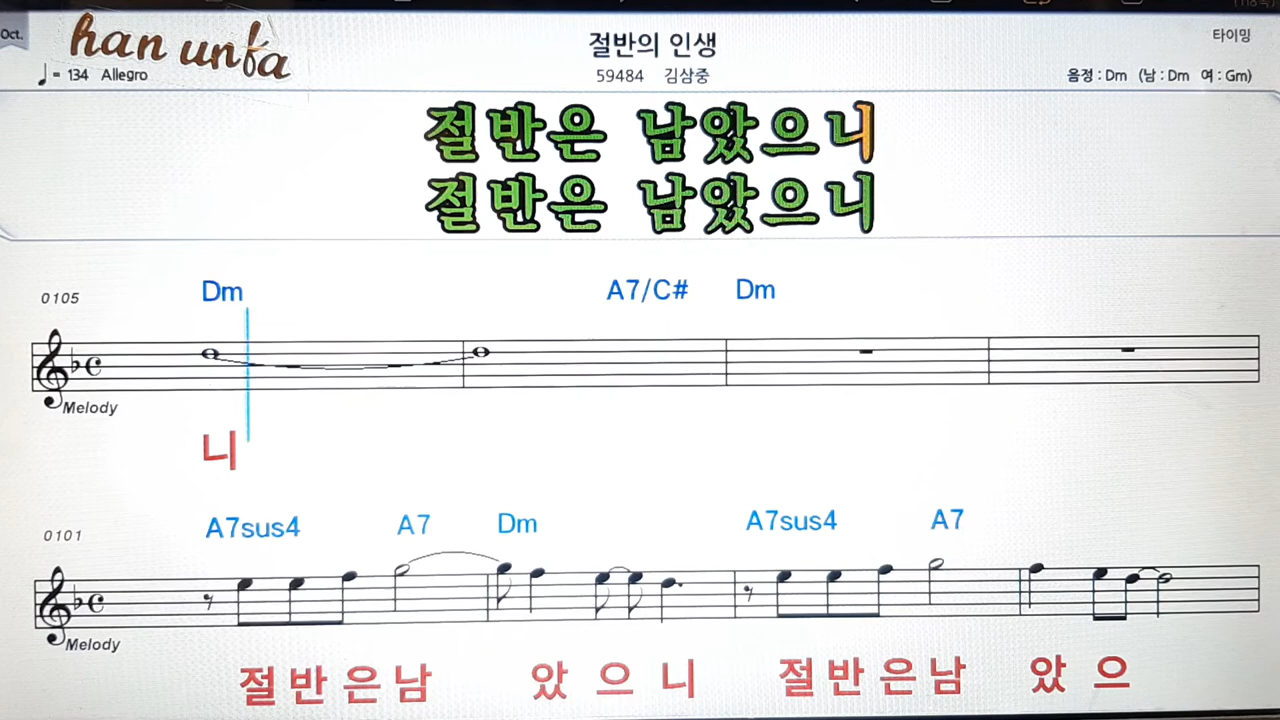 Oct.
han unfa
= 134 Allegro
절반의 인생
59484 김삼중
타이밍
음정 : Dm (남 : Dm 여 : Gm)
절반은 남았으니
절반은 남았으니
0105
Dm A7/C# Dm
Melody
니
0101
A7sus4 A7 Dm A7sus4 A7
Melody
절 반 은 남 았 으 니 절 반 은 남 았 으